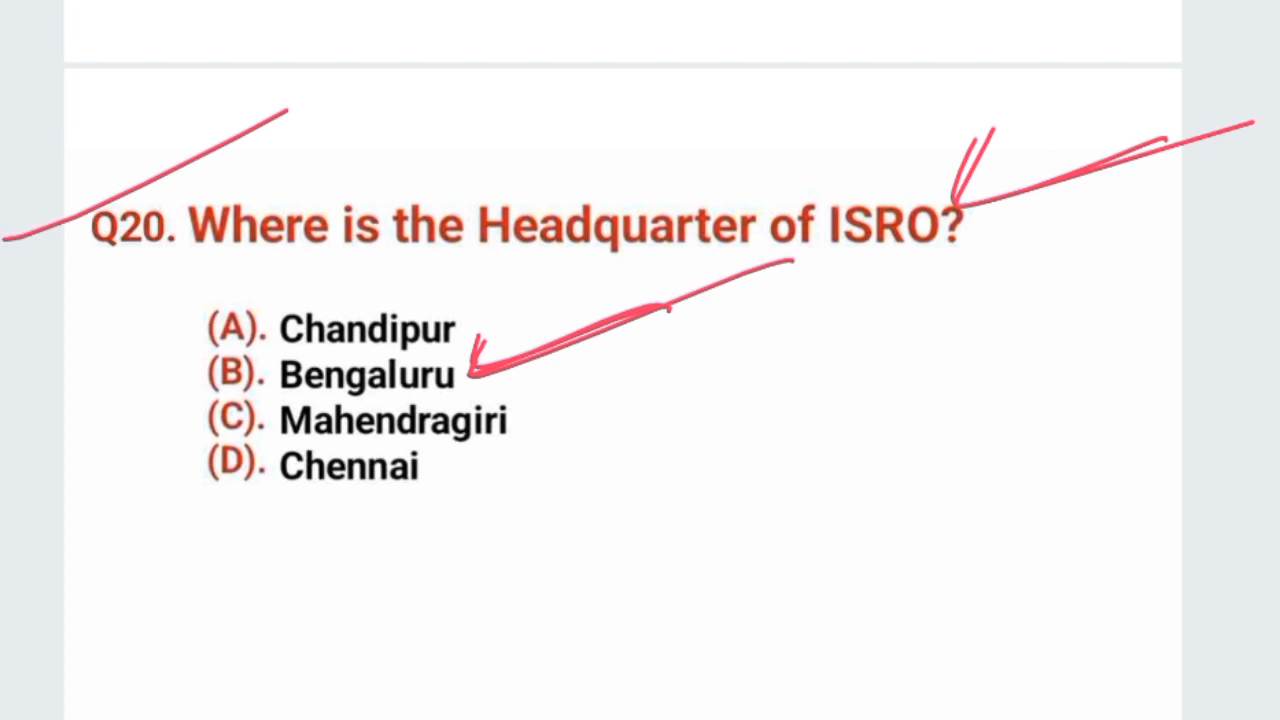 Q20. Where is the Headquarter of ISRO?
(A). Chandipur
(B). Bengaluru
(C). Mahendragiri
(D). Chennai